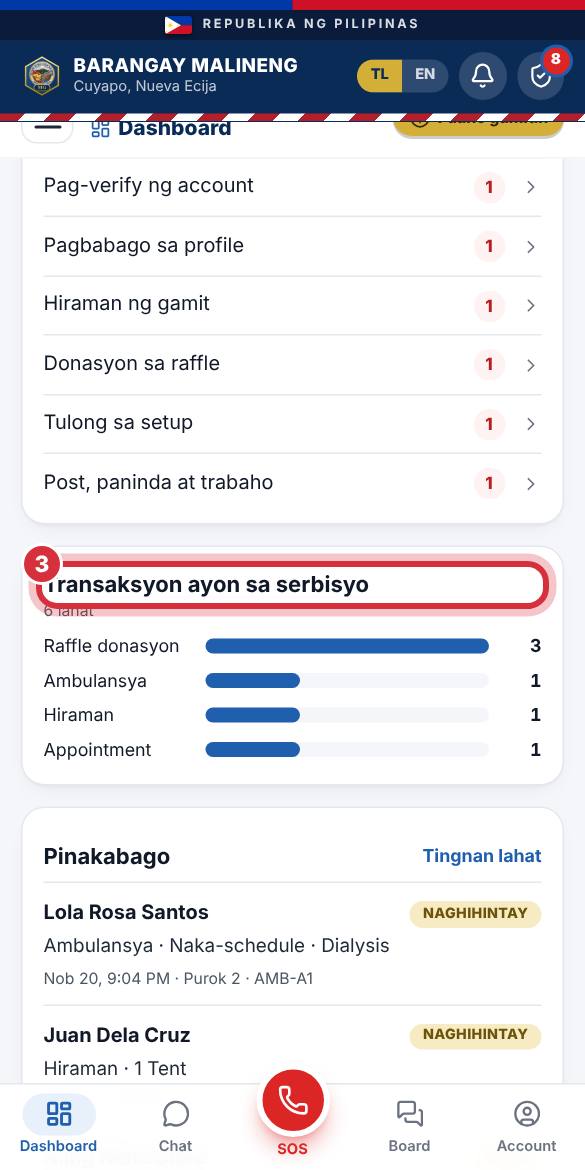 REPUBLIKA NG PILIPINAS
BARANGAY MALINENG
Cuyapo, Nueva Ecija
TL EN
8
Dashboard
Pag-verify ng account 1
Pagbabago sa profile 1
Hiraman ng gamit 1
Donasyon sa raffle 1
Tulong sa setup 1
Post, paninda at trabaho 1
3
Transaksyon ayon sa serbisyo
6 lahat
Raffle donasyon 3
Ambulansya 1
Hiraman 1
Appointment 1
Pinakabago Tingnan lahat
Lola Rosa Santos NAGHIHINTAY
Ambulansya · Naka-schedule · Dialysis
Nob 20, 9:04 PM · Purok 2 · AMB-A1
Juan Dela Cruz NAGHIHINTAY
Hiraman · 1 Tent
Dashboard Chat SOS Board Account